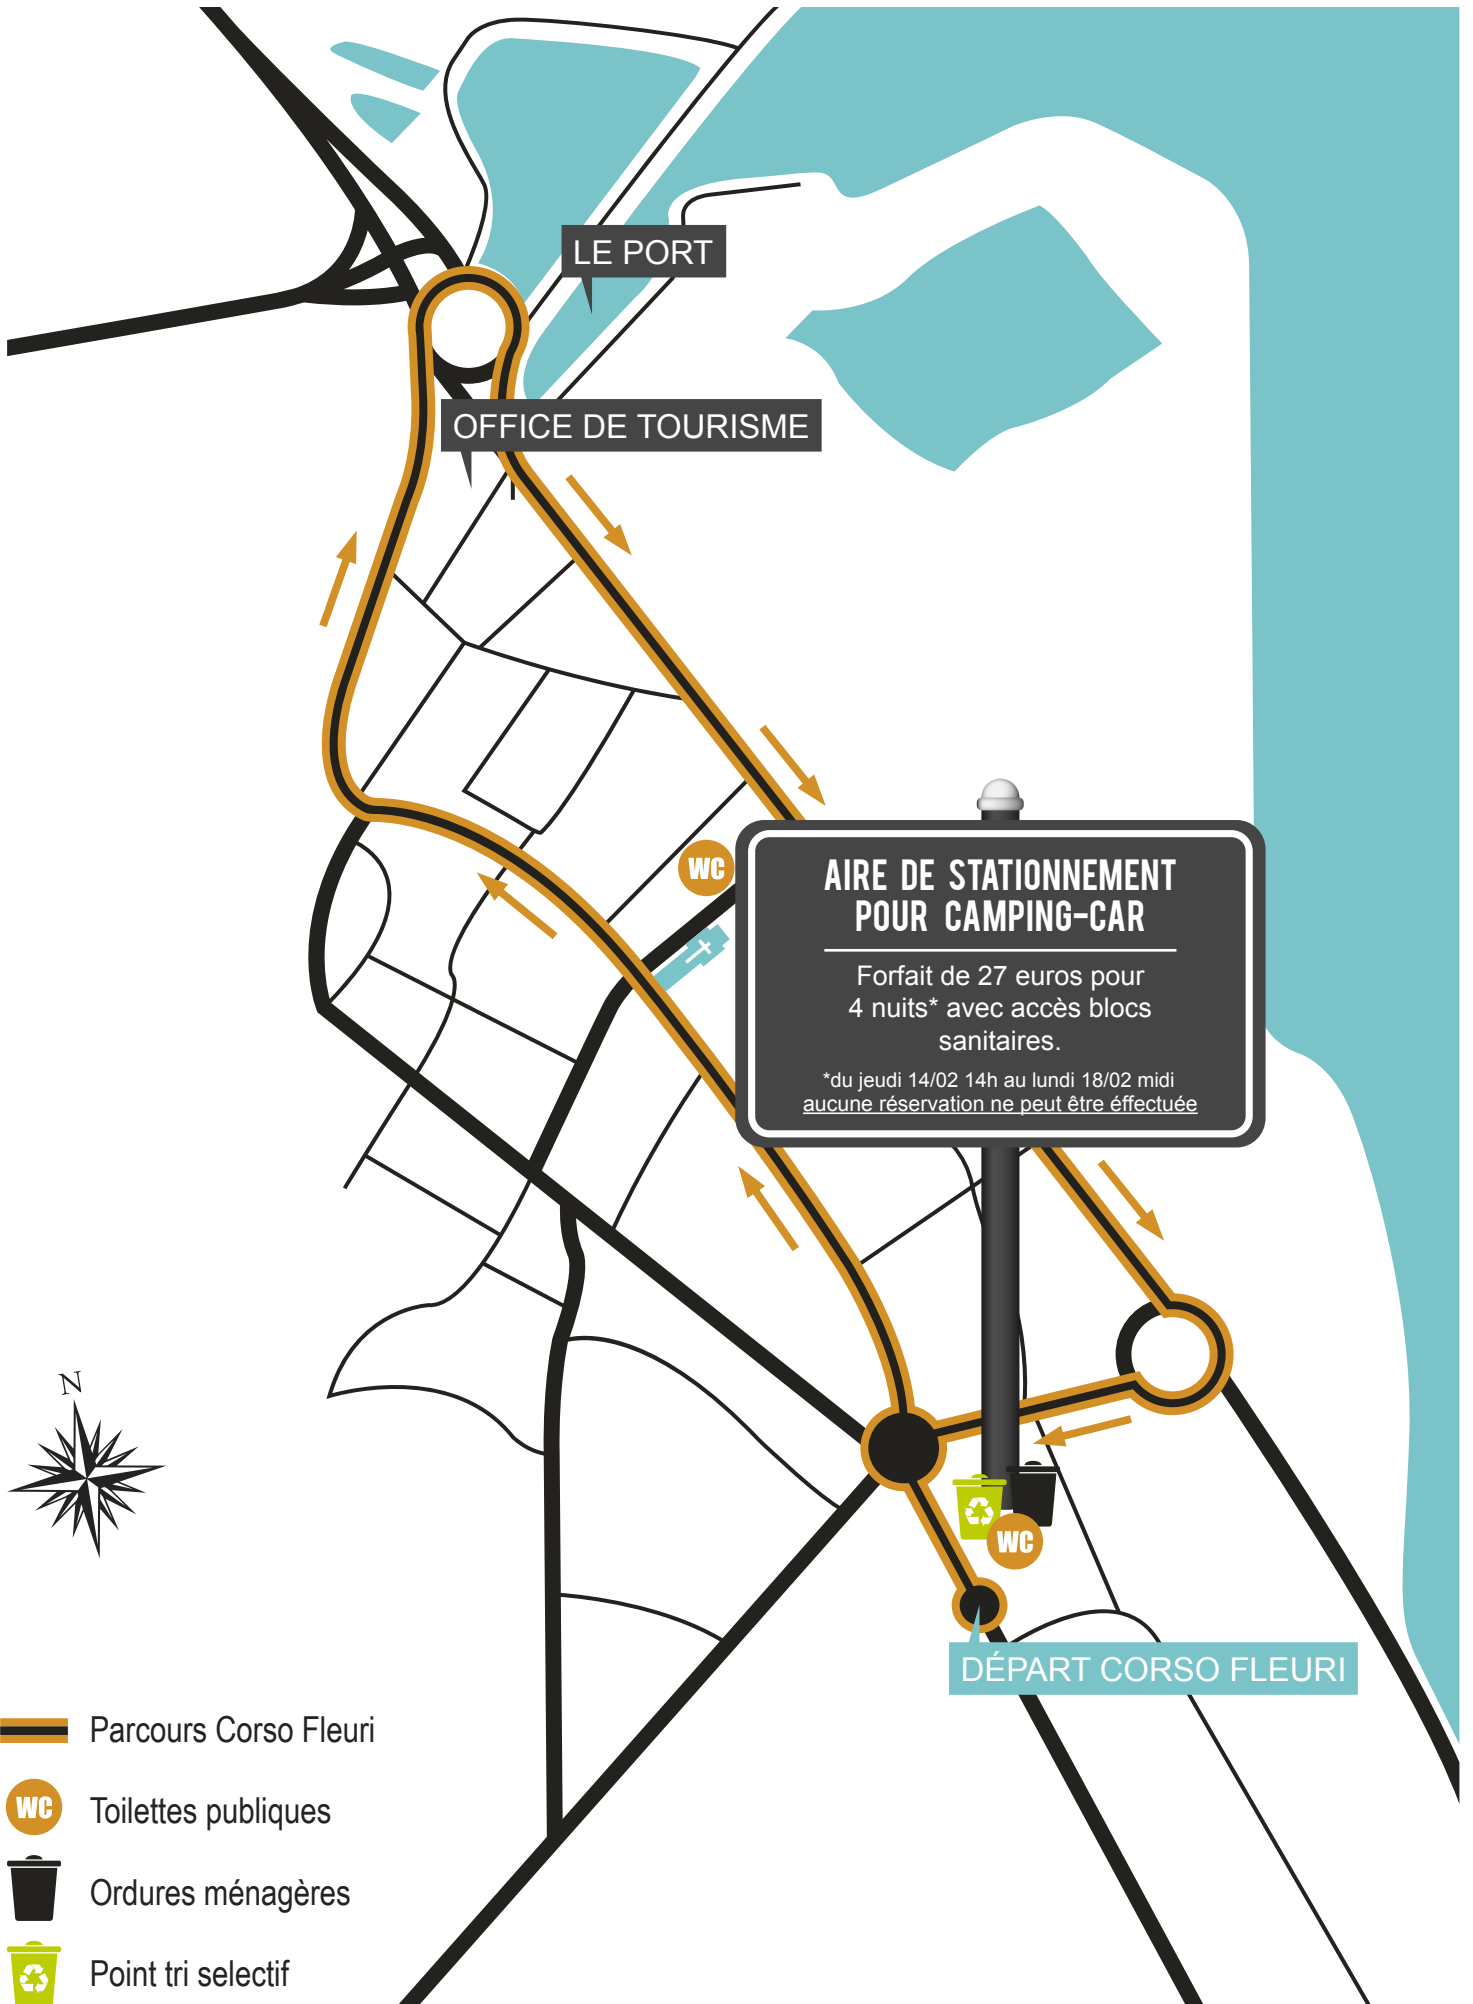 LE PORT
OFFICE DE TOURISME
WC
AIRE DE STATIONNEMENT
POUR CAMPING-CAR
Forfait de 27 euros pour
4 nuits* avec accès blocs
sanitaires.
*du jeudi 14/02 14h au lundi 18/02 midi
aucune réservation ne peut être éffectuée
N
WC
DÉPART CORSO FLEURI
Parcours Corso Fleuri
WC Toilettes publiques
Ordures ménagères
Point tri selectif